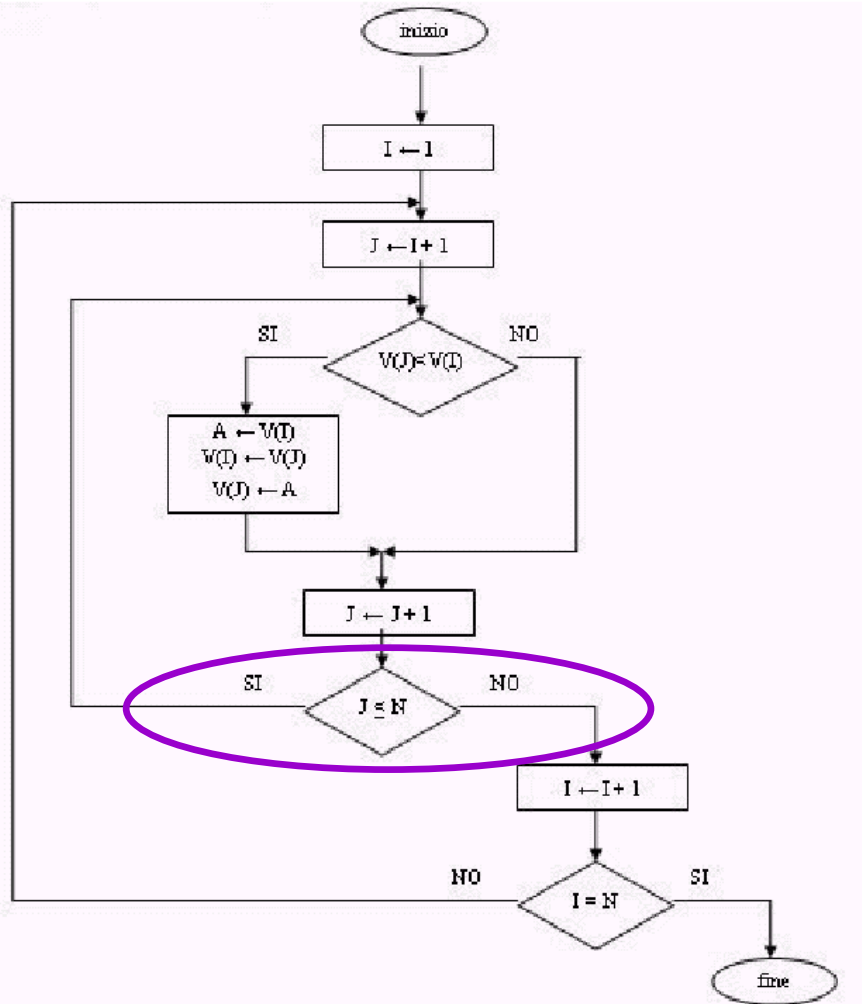 inizio
I ← 1
J ← I + 1
SI
NO
V(J)<V(I)
A ← V(I)
V(I) ← V(J)
V(J) ← A
J ← J + 1
SI
NO
J ≤ N
I ← I + 1
NO
SI
I = N
fine